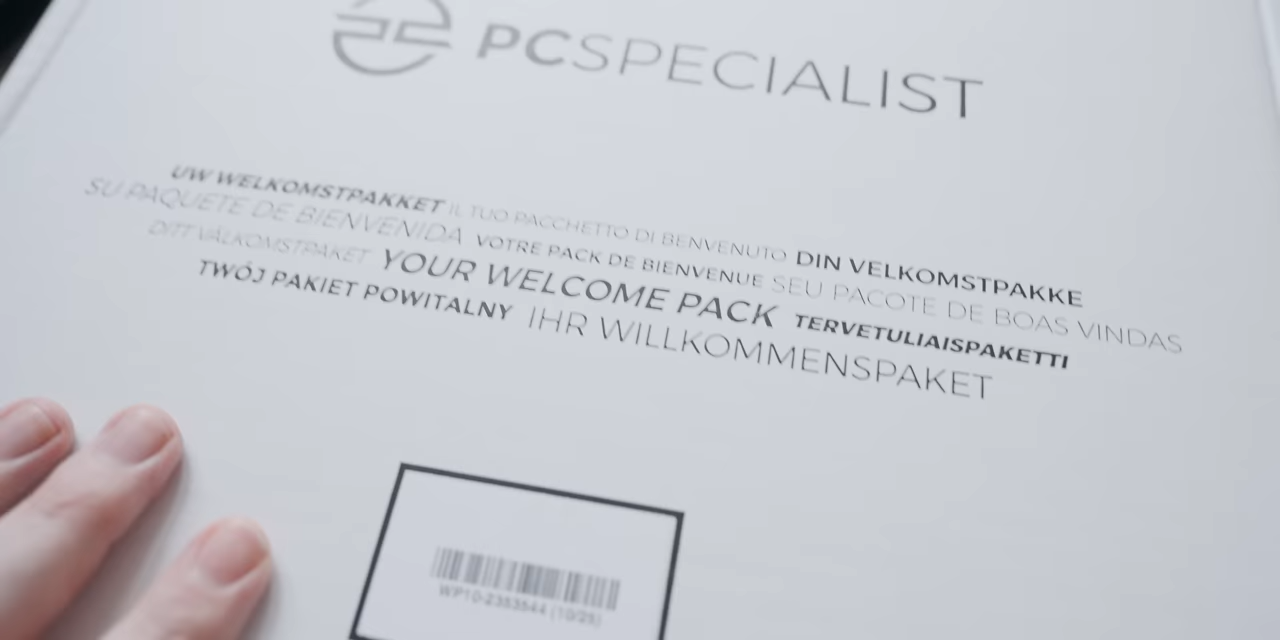 PCSPECIALIST
UW WELKOMSTPAKKET IL TUO PACCHETTO DI BENVENUTO DIN VELKOMSTPAKKE
SU PAQUETE DE BIENVENIDA VOTRE PACK DE BIENVENUE SEU PACOTE DE BOAS VINDAS
DITT VÄLKOMSTPAKET YOUR WELCOME PACK TERVETULIAISPAKETTI
TWÓJ PAKIET POWITALNY IHR WILLKOMMENSPAKET
WP10-2353544 (10/25)